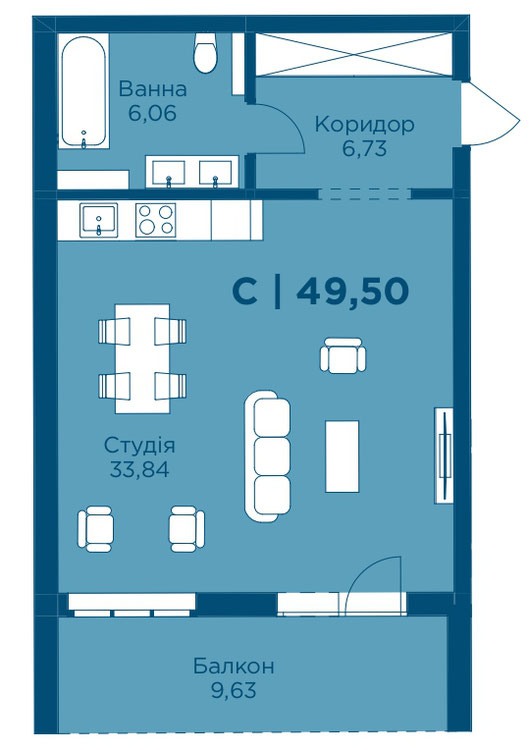 Ванна
6,06
Коридор
6,73
С | 49,50
Студія
33,84
Балкон
9,63